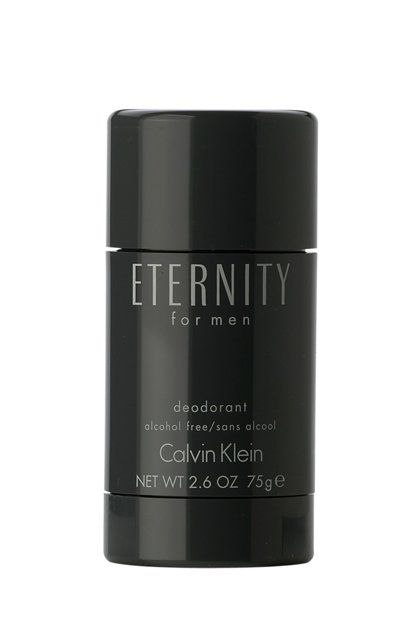 ETERNITY
for men
deodorant
alcohol free/sans alcool
Calvin Klein
NET WT 2.6 OZ 75g℮